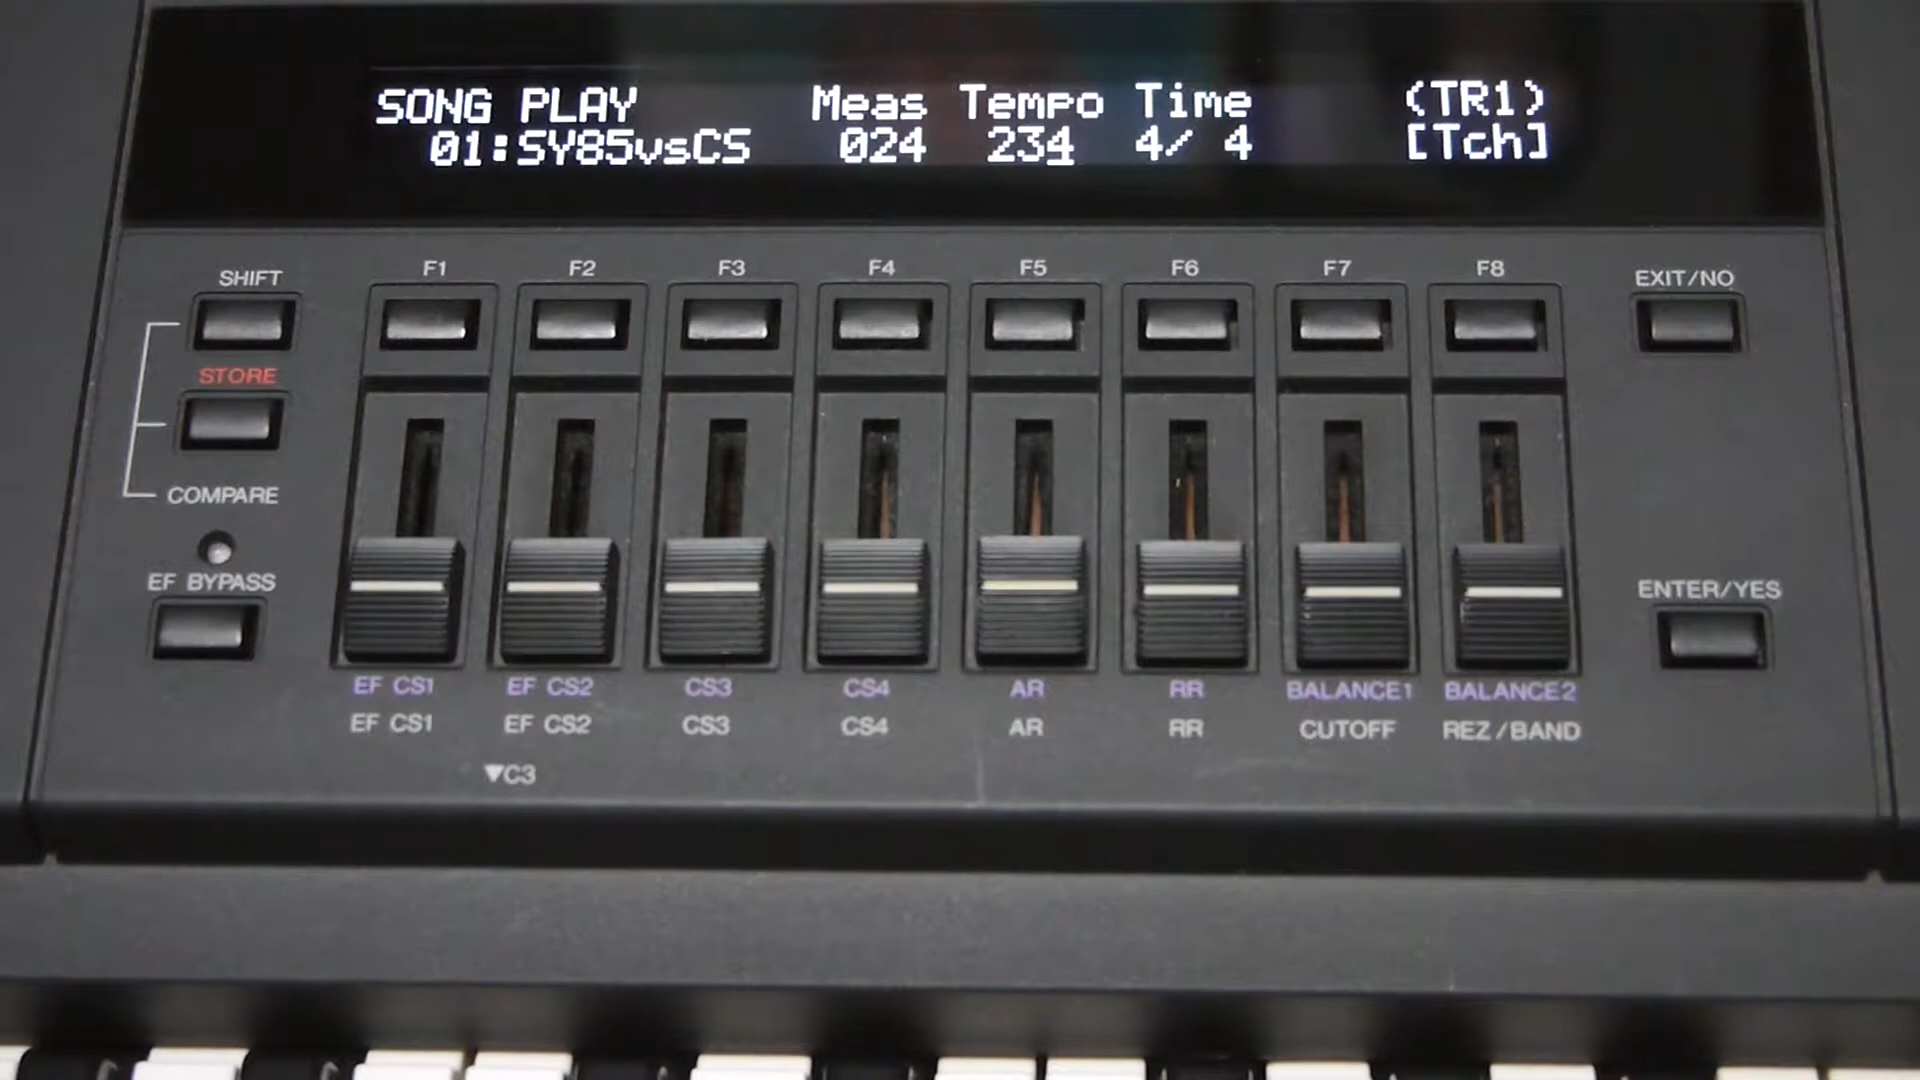 SONG PLAY Meas Tempo Time (TR1)
01:SY85vsCS 024 234 4/ 4 [Tch]
SHIFT F1 F2 F3 F4 F5 F6 F7 F8 EXIT/NO
STORE
COMPARE
EF BYPASS ENTER/YES
EF CS1 EF CS2 CS3 CS4 AR RR BALANCE1 BALANCE2
EF CS1 EF CS2 CS3 CS4 AR RR CUTOFF REZ/BAND
▼C3